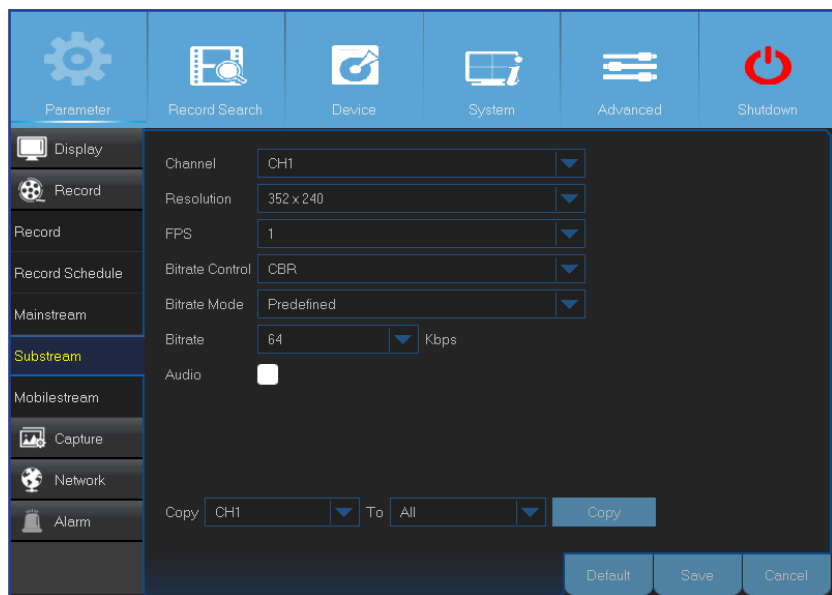 Parameter
Record Search
Device
System
Advanced
Shutdown
Display
Record
Record
Record Schedule
Mainstream
Substream
Mobilestream
Capture
Network
Alarm
Channel CH1
Resolution 352 x 240
FPS 1
Bitrate Control CBR
Bitrate Mode Predefined
Bitrate 64 Kbps
Audio
Copy CH1 To All Copy
Default Save Cancel